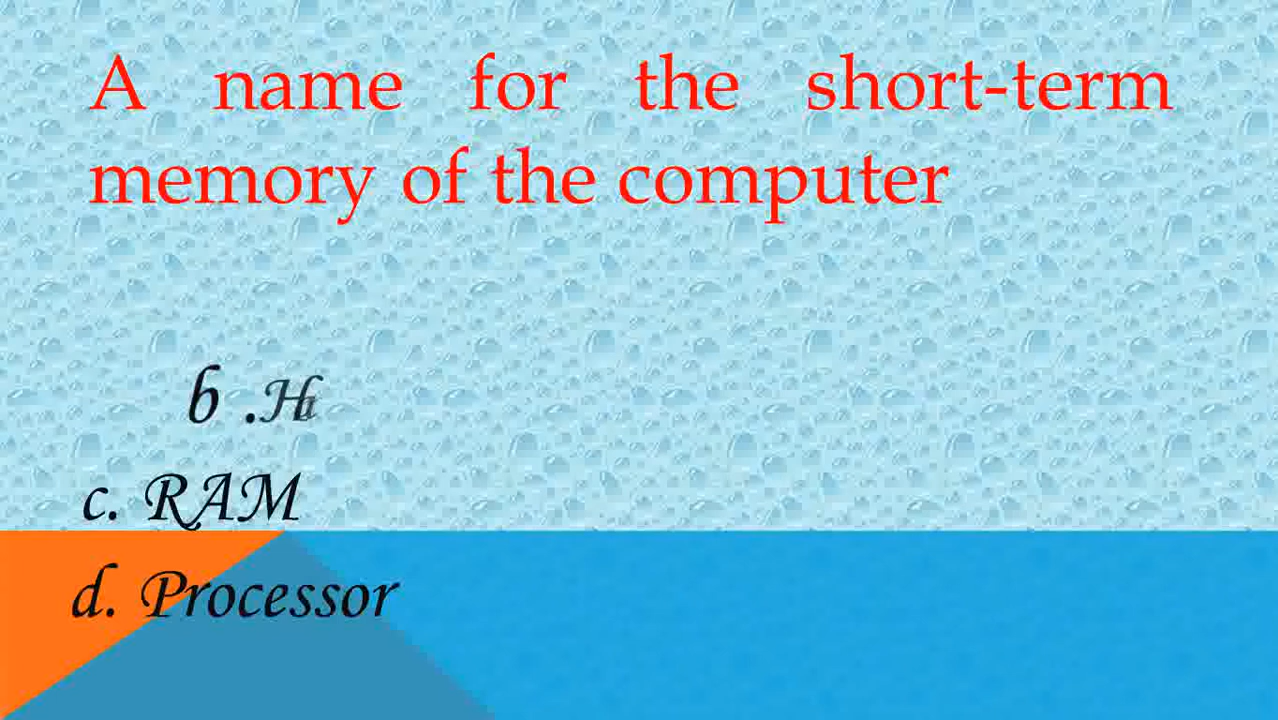 A name for the short-term
memory of the computer
b .
c. RAM
d. Processor